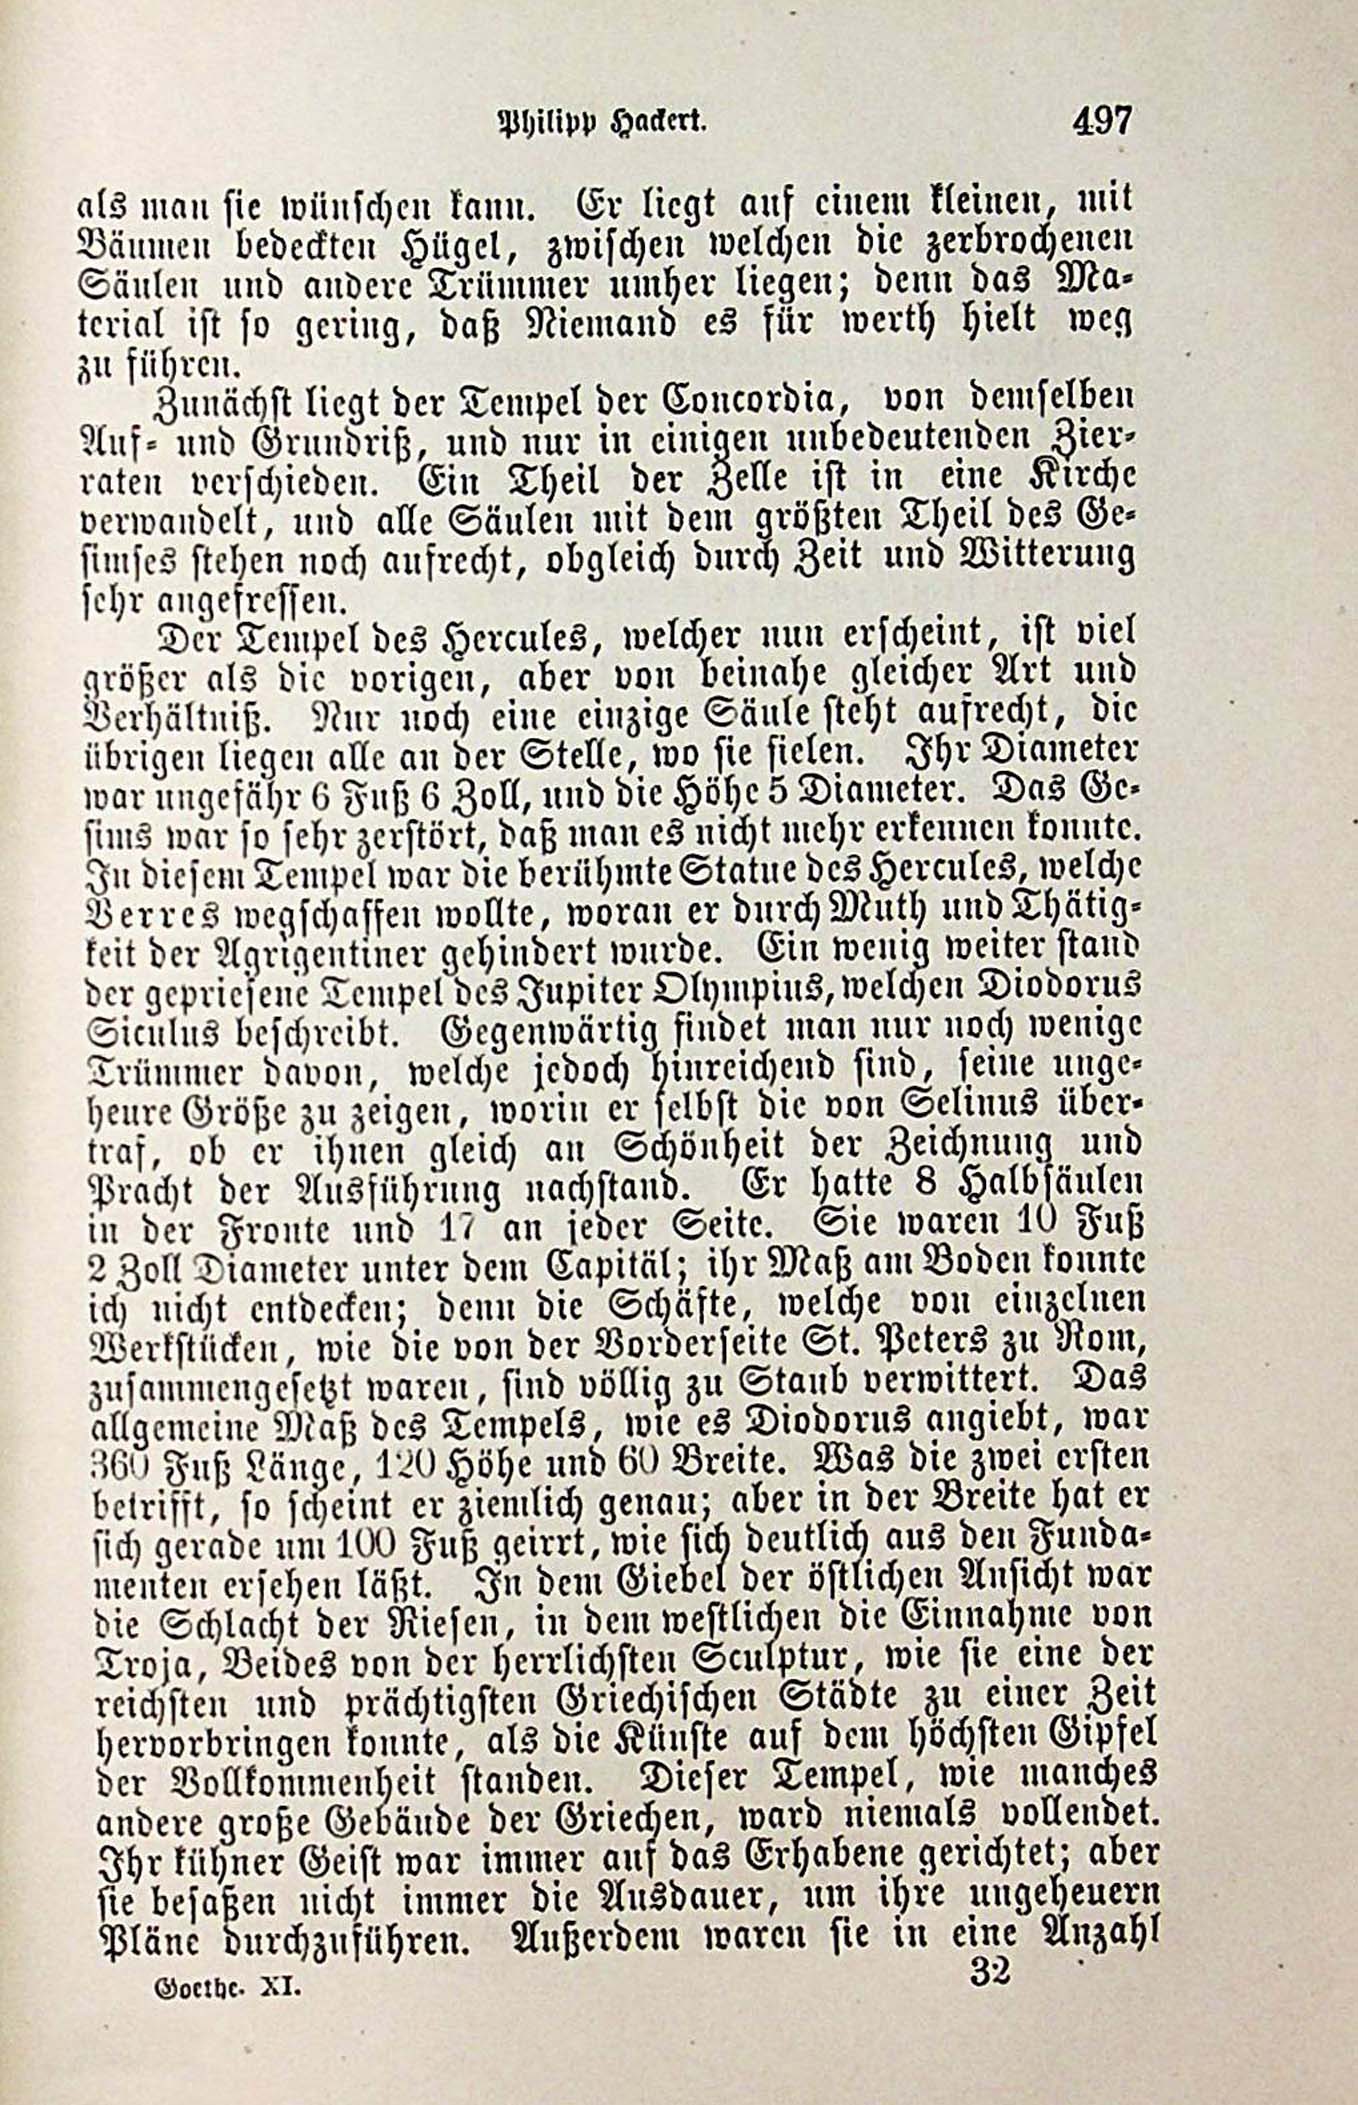 Philipp Hackert. 497
als man sie wünschen kann. Er liegt auf einem kleinen, mit
Bäumen bedeckten Hügel, zwischen welchen die zerbrochenen
Säulen und andere Trümmer umher liegen; denn das Ma-
terial ist so gering, daß Niemand es für werth hielt weg
zu führen.
Zunächst liegt der Tempel der Concordia, von demselben
Auf- und Grundriß, und nur in einigen unbedeutenden Zier-
raten verschieden. Ein Theil der Zelle ist in eine Kirche
verwandelt, und alle Säulen mit dem größten Theil des Ge-
simses stehen noch aufrecht, obgleich durch Zeit und Witterung
sehr angefressen.
Der Tempel des Hercules, welcher nun erscheint, ist viel
größer als die vorigen, aber von beinahe gleicher Art und
Verhältniß. Nur noch eine einzige Säule steht aufrecht, die
übrigen liegen alle an der Stelle, wo sie fielen. Ihr Diameter
war ungefähr 6 Fuß 6 Zoll, und die Höhe 5 Diameter. Das Ge-
sims war so sehr zerstört, daß man es nicht mehr erkennen konnte.
In diesem Tempel war die berühmte Statue des Hercules, welche
Verres wegschaffen wollte, woran er durch Muth und Thätig-
keit der Agrigentiner gehindert wurde. Ein wenig weiter stand
der gepriesene Tempel des Jupiter Olympius, welchen Diodorus
Siculus beschreibt. Gegenwärtig findet man nur noch wenige
Trümmer davon, welche jedoch hinreichend sind, seine unge-
heure Größe zu zeigen, worin er selbst die von Selinus über-
traf, ob er ihnen gleich an Schönheit der Zeichnung und
Pracht der Ausführung nachstand. Er hatte 8 Halbsäulen
in der Fronte und 17 an jeder Seite. Sie waren 10 Fuß
2 Zoll Diameter unter dem Capitäl; ihr Maß am Boden konnte
ich nicht entdecken; denn die Schäfte, welche von einzelnen
Werkstücken, wie die von der Vorderseite St. Peters zu Rom,
zusammengesetzt waren, sind völlig zu Staub verwittert. Das
allgemeine Maß des Tempels, wie es Diodorus angiebt, war
360 Fuß Länge, 120 Höhe und 60 Breite. Was die zwei ersten
betrifft, so scheint er ziemlich genau; aber in der Breite hat er
sich gerade um 100 Fuß geirrt, wie sich deutlich aus den Funda-
menten ersehen läßt. In dem Giebel der östlichen Ansicht war
die Schlacht der Riesen, in dem westlichen die Einnahme von
Troja, Beides von der herrlichsten Sculptur, wie sie eine der
reichsten und prächtigsten Griechischen Städte zu einer Zeit
hervorbringen konnte, als die Künste auf dem höchsten Gipfel
der Vollkommenheit standen. Dieser Tempel, wie manches
andere große Gebäude der Griechen, ward niemals vollendet.
Ihr kühner Geist war immer auf das Erhabene gerichtet; aber
sie besaßen nicht immer die Ausdauer, um ihre ungeheuern
Pläne durchzuführen. Außerdem waren sie in eine Anzahl
Goethe. XI. 32